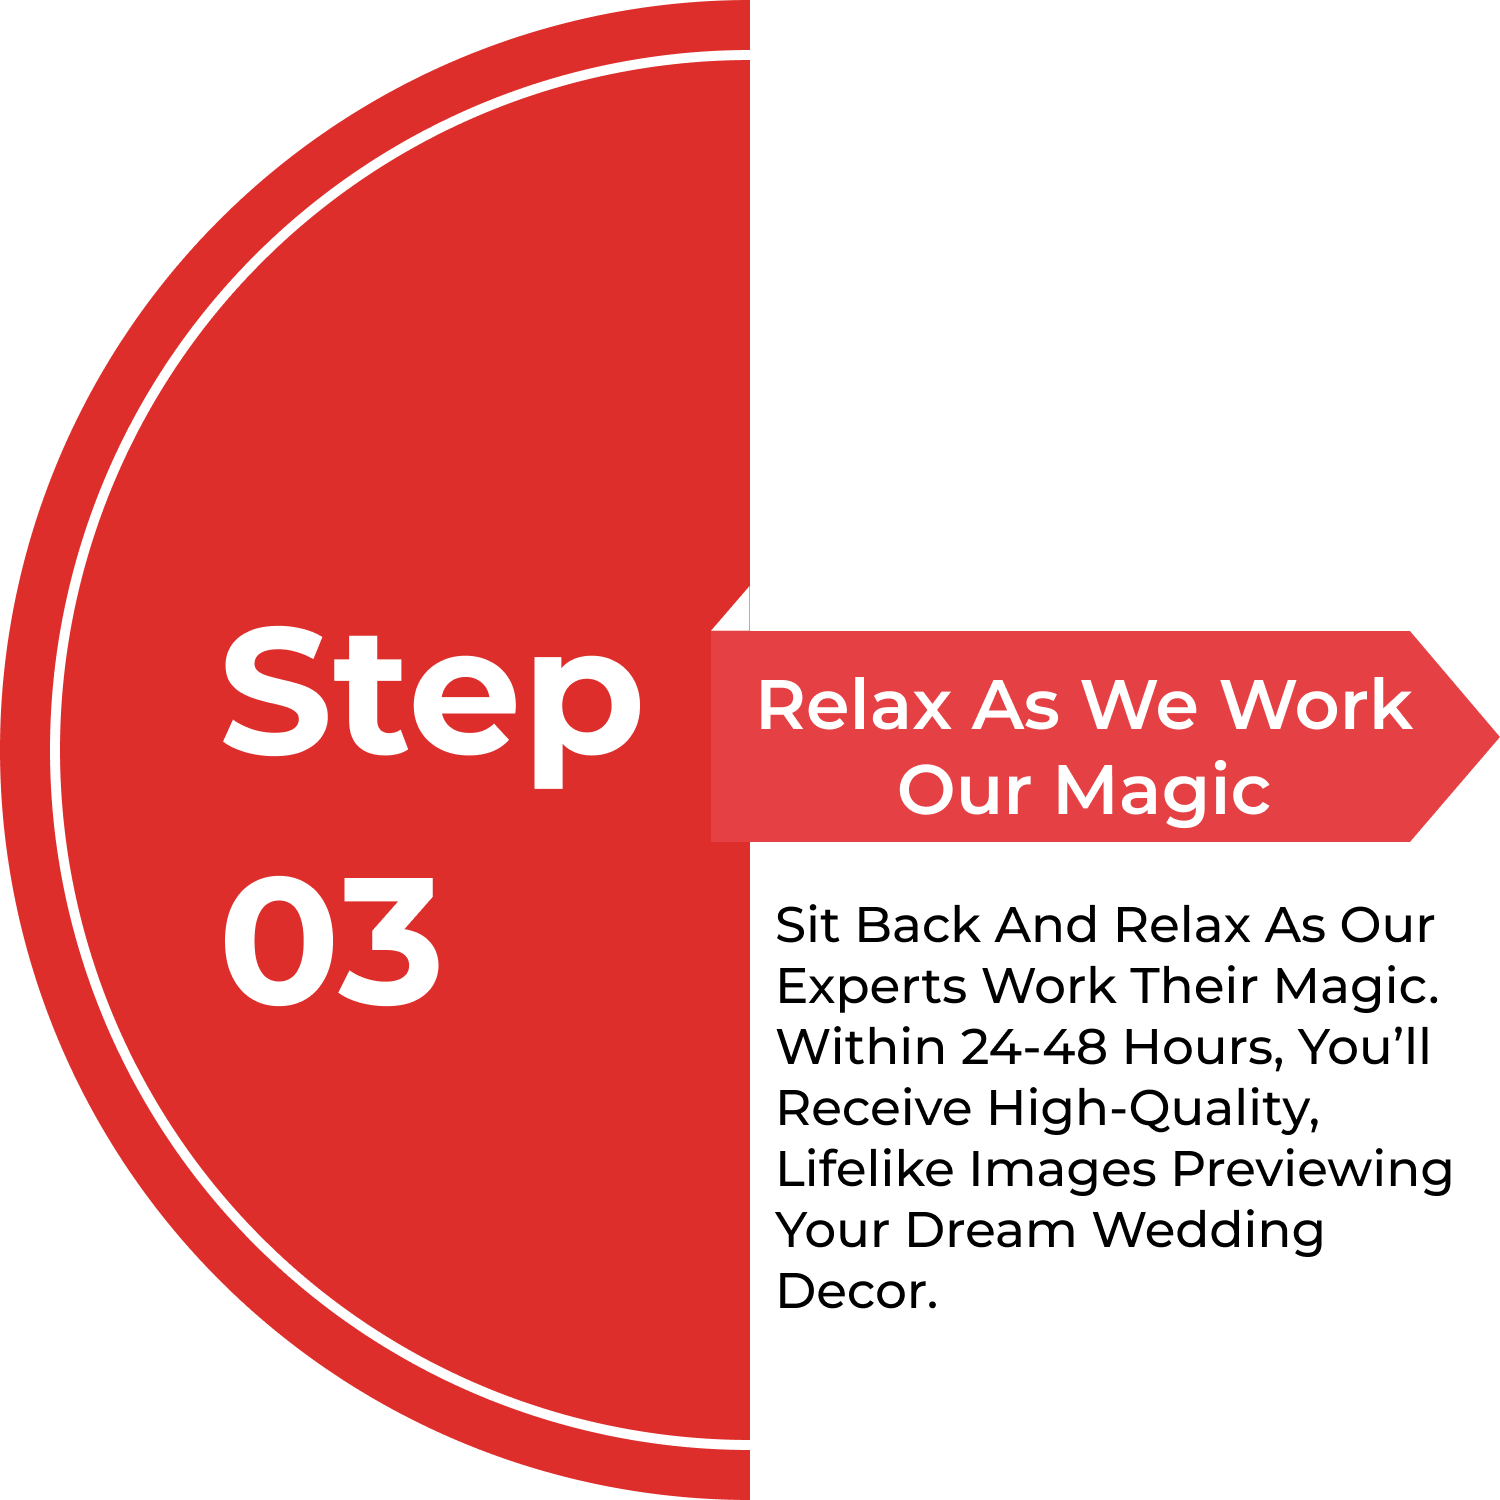 Step
03
Relax As We Work
Our Magic
Sit Back And Relax As Our
Experts Work Their Magic.
Within 24-48 Hours, You’ll
Receive High-Quality,
Lifelike Images Previewing
Your Dream Wedding
Decor.